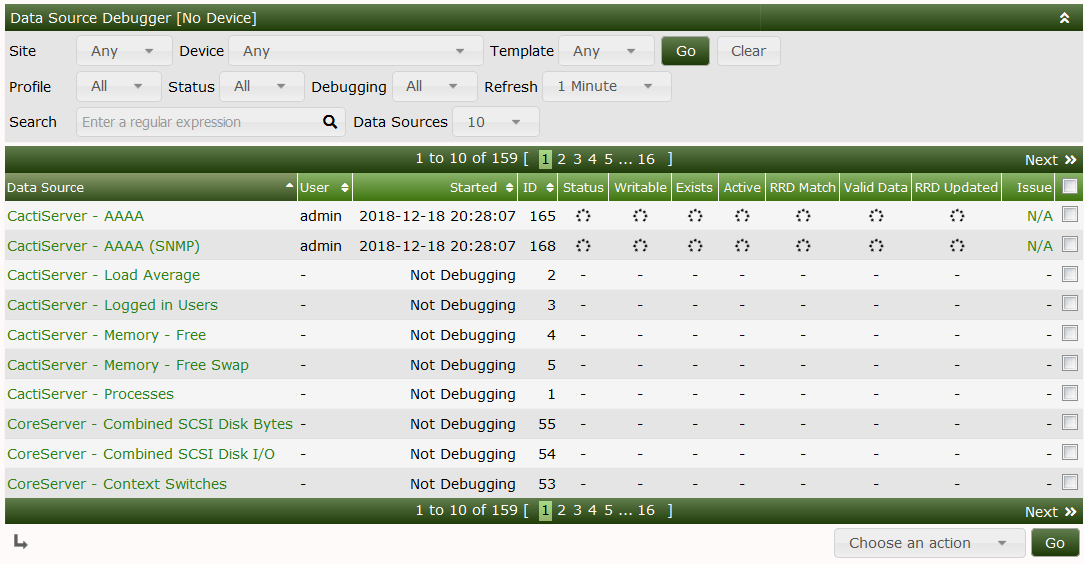 Data Source Debugger [No Device]
Site Any Device Any Template Any Go Clear
Profile All Status All Debugging All Refresh 1 Minute
Search Enter a regular expression Data Sources 10
1 to 10 of 159 [ 1 2 3 4 5 ... 16 ] Next
Data Source User Started ID Status Writable Exists Active RRD Match Valid Data RRD Updated Issue
CactiServer - AAAA admin 2018-12-18 20:28:07 165 N/A
CactiServer - AAAA (SNMP) admin 2018-12-18 20:28:07 168 N/A
CactiServer - Load Average - Not Debugging 2 - - - - - - - -
CactiServer - Logged in Users - Not Debugging 3 - - - - - - - -
CactiServer - Memory - Free - Not Debugging 4 - - - - - - - -
CactiServer - Memory - Free Swap - Not Debugging 5 - - - - - - - -
CactiServer - Processes - Not Debugging 1 - - - - - - - -
CoreServer - Combined SCSI Disk Bytes - Not Debugging 55 - - - - - - - -
CoreServer - Combined SCSI Disk I/O - Not Debugging 54 - - - - - - - -
CoreServer - Context Switches - Not Debugging 53 - - - - - - - -
1 to 10 of 159 [ 1 2 3 4 5 ... 16 ] Next
Choose an action Go